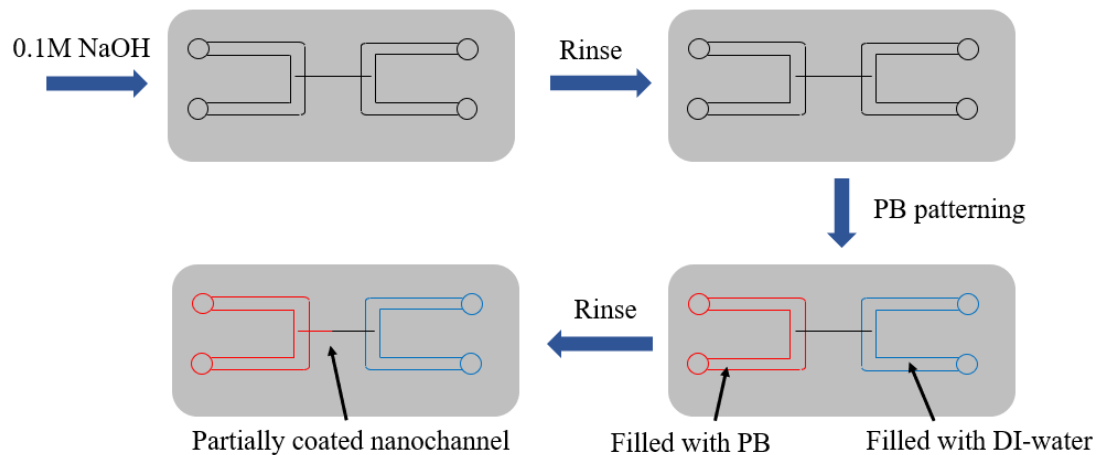 0.1M NaOH
Rinse
PB patterning
Rinse
Partially coated nanochannel
Filled with PB
Filled with DI-water